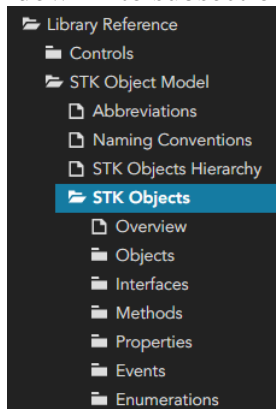 Library Reference
Controls
STK Object Model
Abbreviations
Naming Conventions
STK Objects Hierarchy
STK Objects
Overview
Objects
Interfaces
Methods
Properties
Events
Enumerations